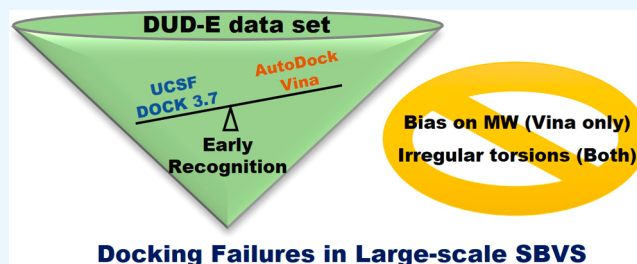 DUD-E data set
UCSF
DOCK 3.7
AutoDock
Vina
Early
Recognition
Bias on MW (Vina only)
Irregular torsions (Both)
Docking Failures in Large-scale SBVS